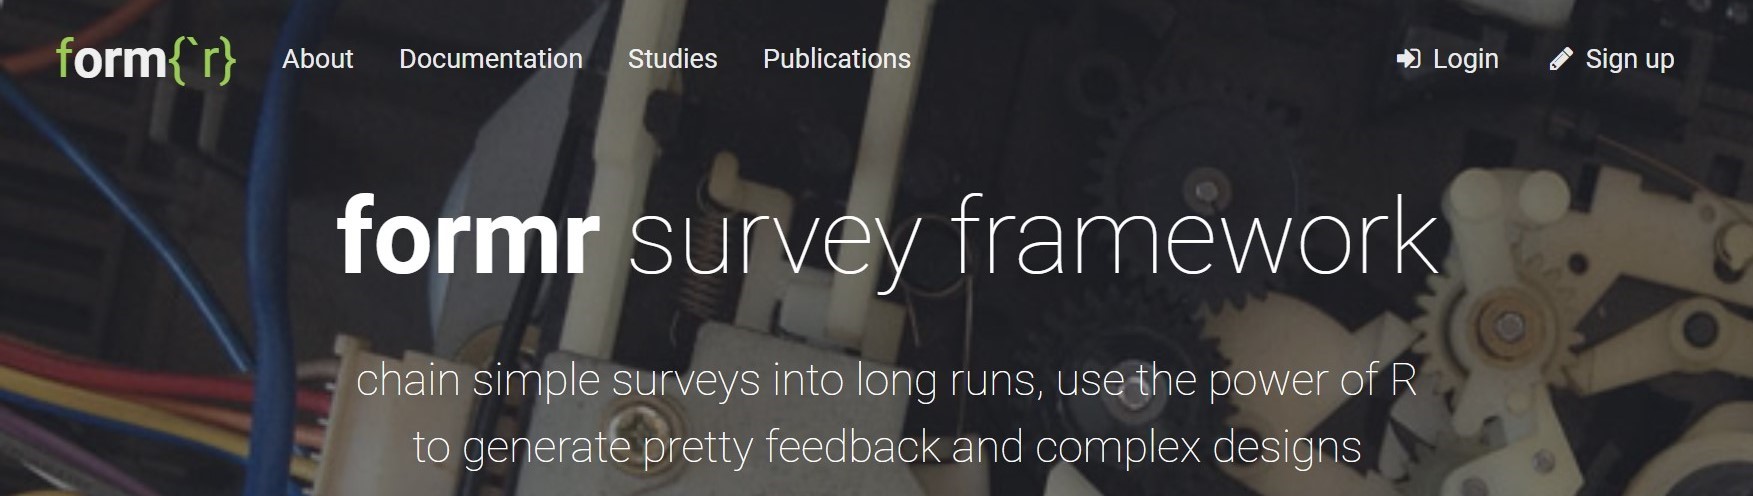 form{`r} About Documentation Studies Publications Login Sign up
formr survey framework
chain simple surveys into long runs, use the power of R
to generate pretty feedback and complex designs